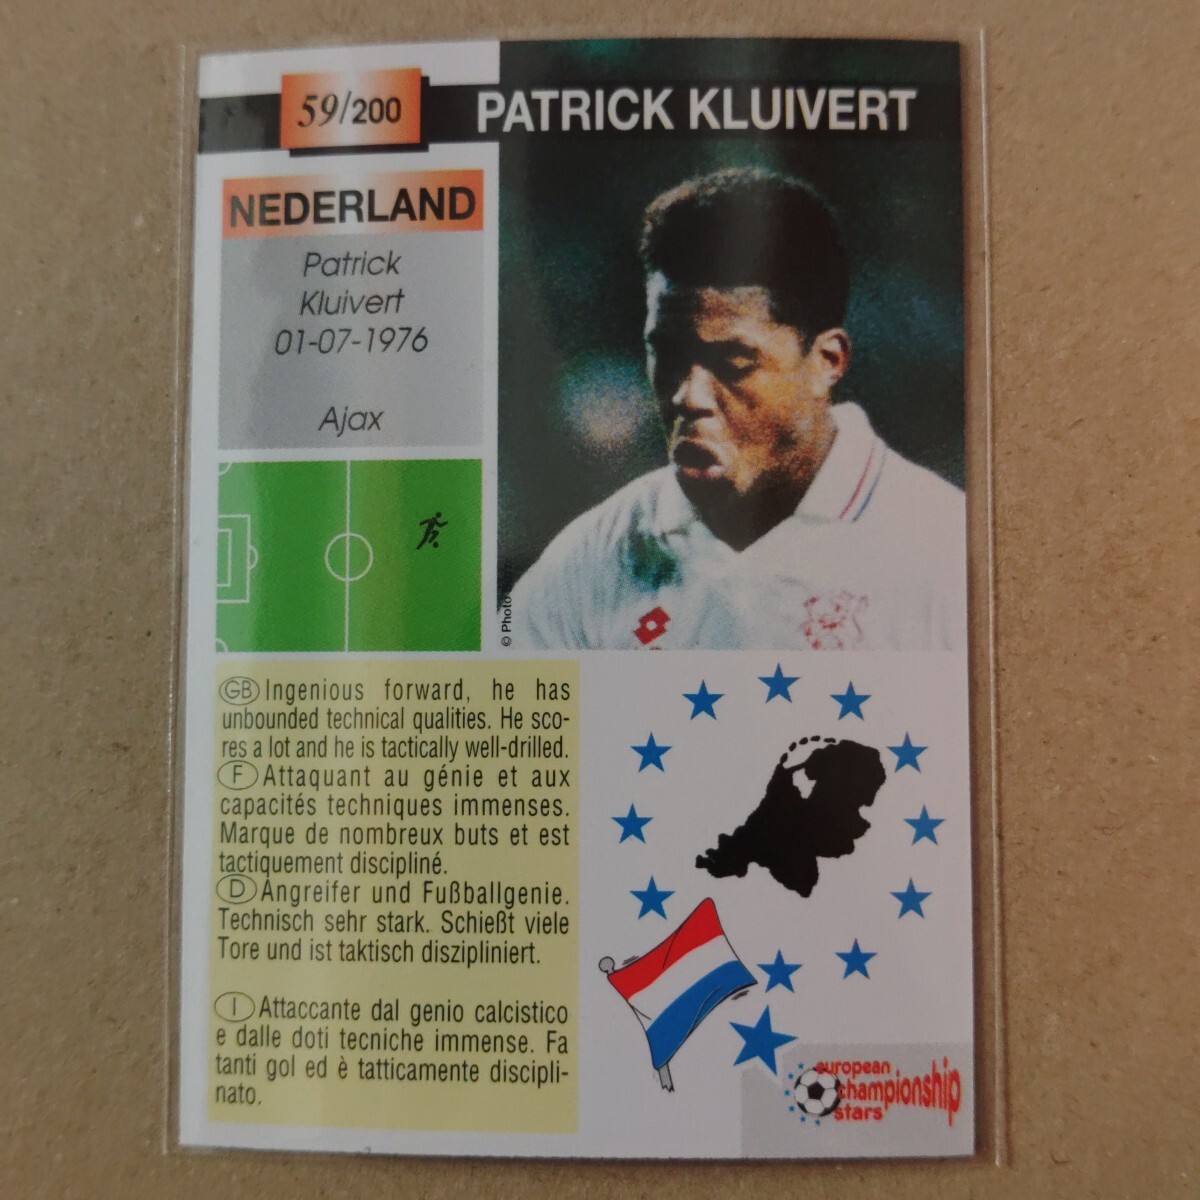 59/200
PATRICK KLUIVERT
NEDERLAND
Patrick
Kluivert
01-07-1976
Ajax
© Photo
GB Ingenious forward, he has
unbounded technical qualities. He sco-
res a lot and he is tactically well-drilled.
F Attaquant au génie et aux
capacités techniques immenses.
Marque de nombreux buts et est
tactiquement discipliné.
D Angreifer und Fußballgenie.
Technisch sehr stark. Schießt viele
Tore und ist taktisch diszipliniert.
I Attaccante dal genio calcistico
e dalle doti tecniche immense. Fa
tanti gol ed è tatticamente discipli-
nato.
european
championship
stars